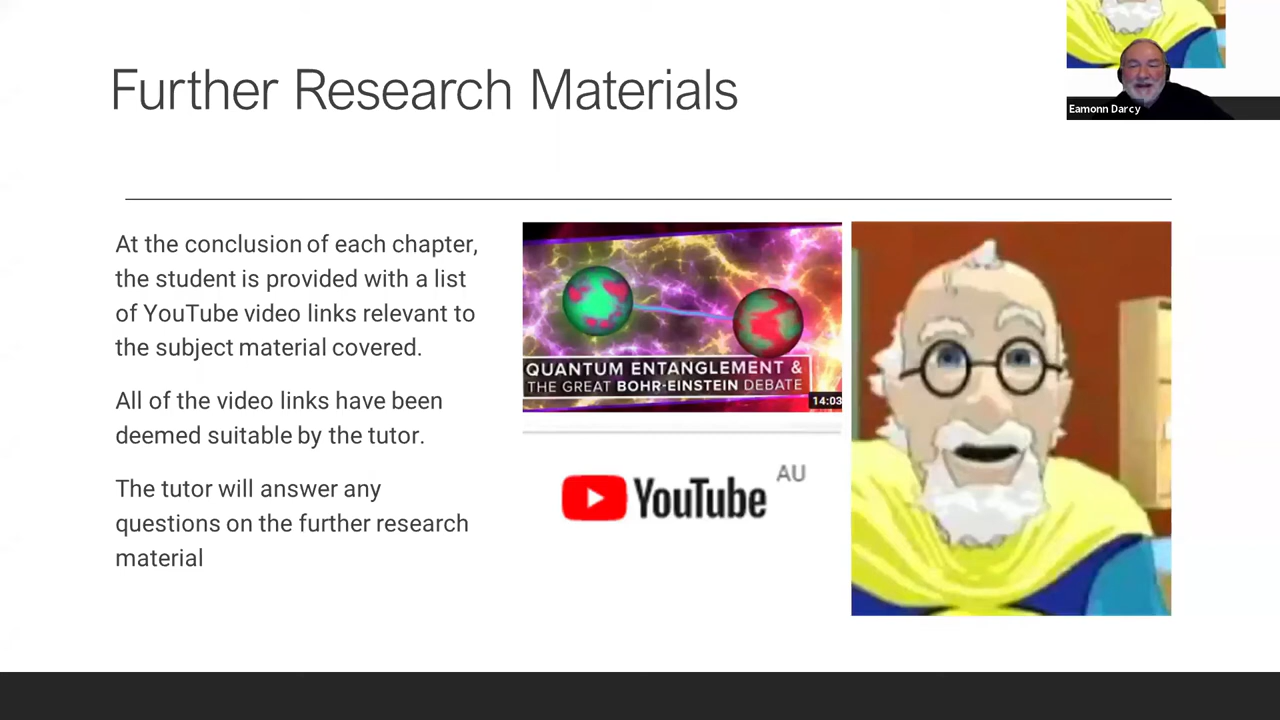 Further Research Materials
Eamonn Darcy
At the conclusion of each chapter,
the student is provided with a list
of YouTube video links relevant to
the subject material covered.
All of the video links have been
deemed suitable by the tutor.
The tutor will answer any
questions on the further research
material
QUANTUM ENTANGLEMENT &
THE GREAT BOHR-EINSTEIN DEBATE
14:03
YouTube AU